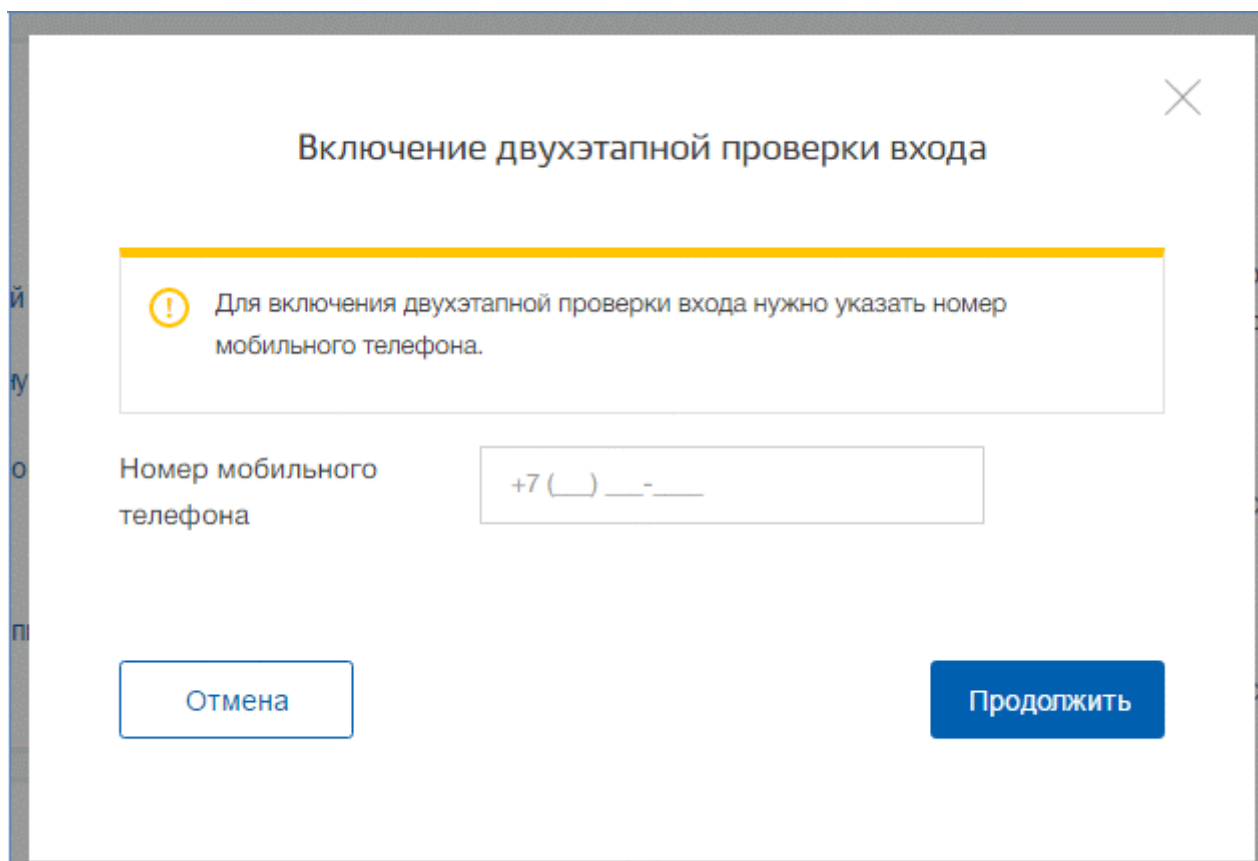 Включение двухэтапной проверки входа
Для включения двухэтапной проверки входа нужно указать номер
мобильного телефона.
Номер мобильного
телефона
+7 (___) ___-____
Отмена
Продолжить